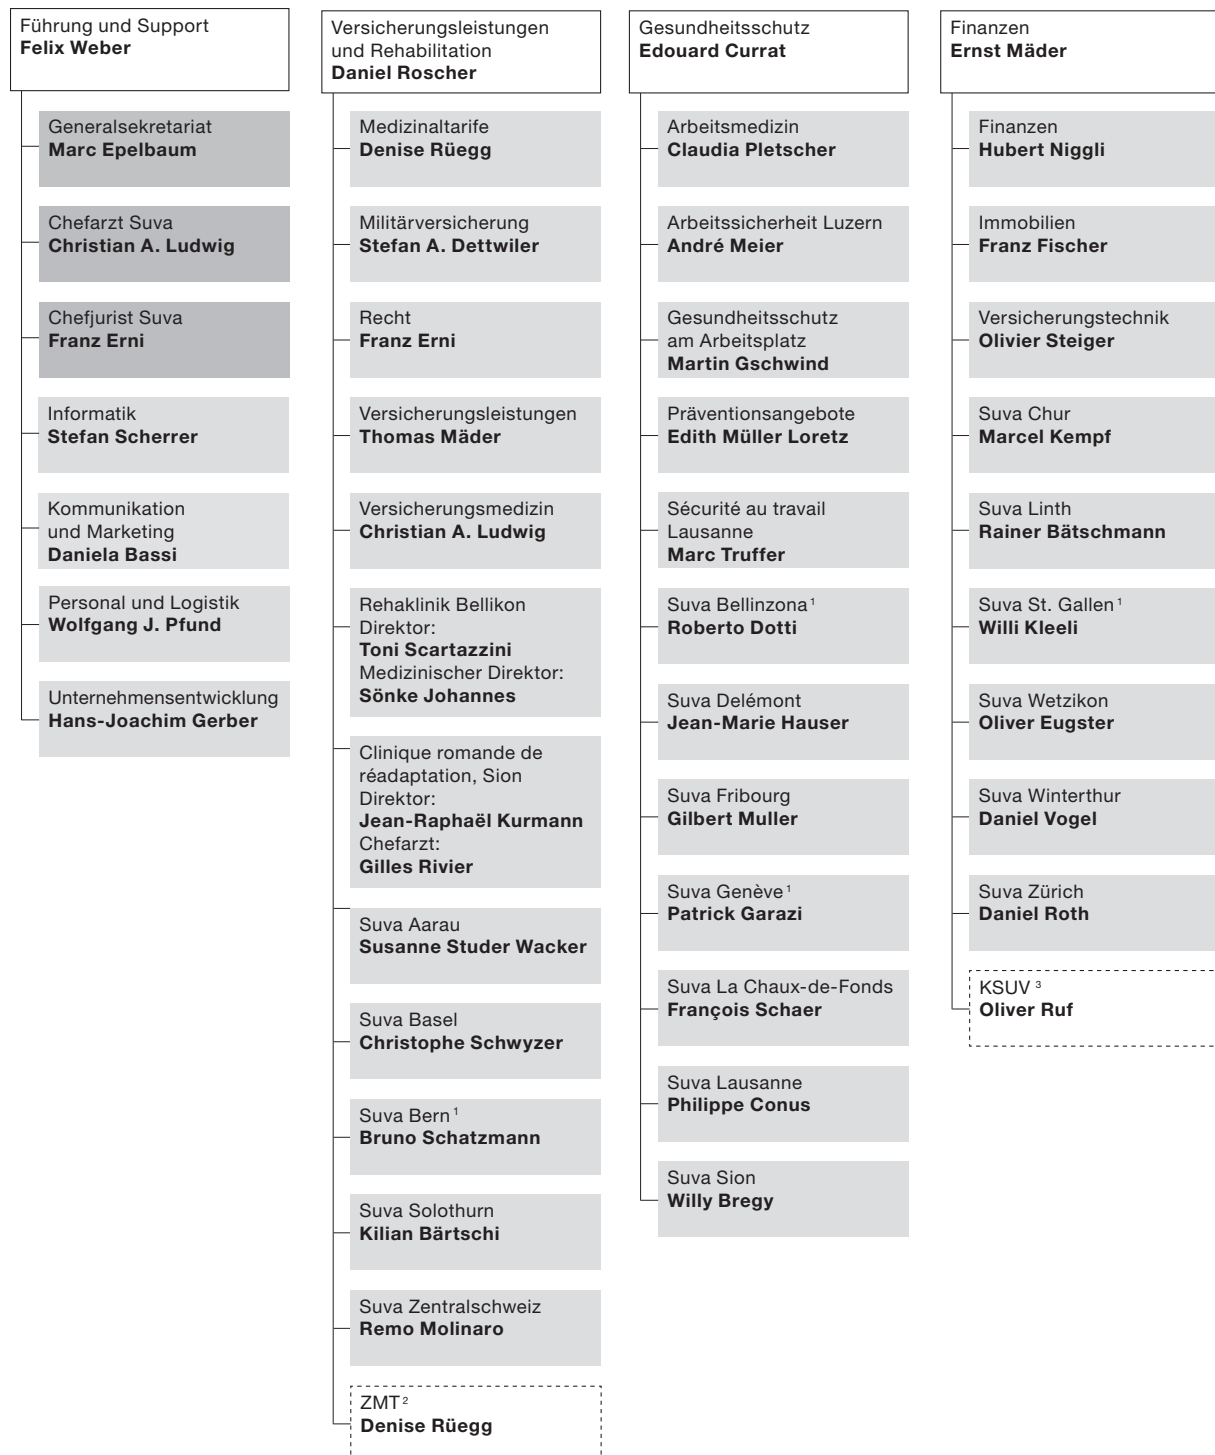 Führung und Support
Felix Weber
Generalsekretariat
Marc Epelbaum
Chefarzt Suva
Christian A. Ludwig
Chefjurist Suva
Franz Erni
Informatik
Stefan Scherrer
Kommunikation
und Marketing
Daniela Bassi
Personal und Logistik
Wolfgang J. Pfund
Unternehmensentwicklung
Hans-Joachim Gerber
Versicherungsleistungen
und Rehabilitation
Daniel Roscher
Medizinaltarife
Denise Rüegg
Militärversicherung
Stefan A. Dettwiler
Recht
Franz Erni
Versicherungsleistungen
Thomas Mäder
Versicherungsmedizin
Christian A. Ludwig
Rehaklinik Bellikon
Direktor:
Toni Scartazzini
Medizinischer Direktor:
Sönke Johannes
Clinique romande de
réadaptation, Sion
Direktor:
Jean-Raphaël Kurmann
Chefarzt:
Gilles Rivier
Suva Aarau
Susanne Studer Wacker
Suva Basel
Christophe Schwyzer
Suva Bern ¹
Bruno Schatzmann
Suva Solothurn
Kilian Bärtschi
Suva Zentralschweiz
Remo Molinaro
ZMT ²
Denise Rüegg
Gesundheitsschutz
Edouard Currat
Arbeitsmedizin
Claudia Pletscher
Arbeitssicherheit Luzern
André Meier
Gesundheitsschutz
am Arbeitsplatz
Martin Gschwind
Präventionsangebote
Edith Müller Loretz
Sécurité au travail
Lausanne
Marc Truffer
Suva Bellinzona ¹
Roberto Dotti
Suva Delémont
Jean-Marie Hauser
Suva Fribourg
Gilbert Muller
Suva Genève ¹
Patrick Garazi
Suva La Chaux-de-Fonds
François Schaer
Suva Lausanne
Philippe Conus
Suva Sion
Willy Bregy
Finanzen
Ernst Mäder
Finanzen
Hubert Niggli
Immobilien
Franz Fischer
Versicherungstechnik
Olivier Steiger
Suva Chur
Marcel Kempf
Suva Linth
Rainer Bätschmann
Suva St. Gallen ¹
Willi Kleeli
Suva Wetzikon
Oliver Eugster
Suva Winterthur
Daniel Vogel
Suva Zürich
Daniel Roth
KSUV ³
Oliver Ruf